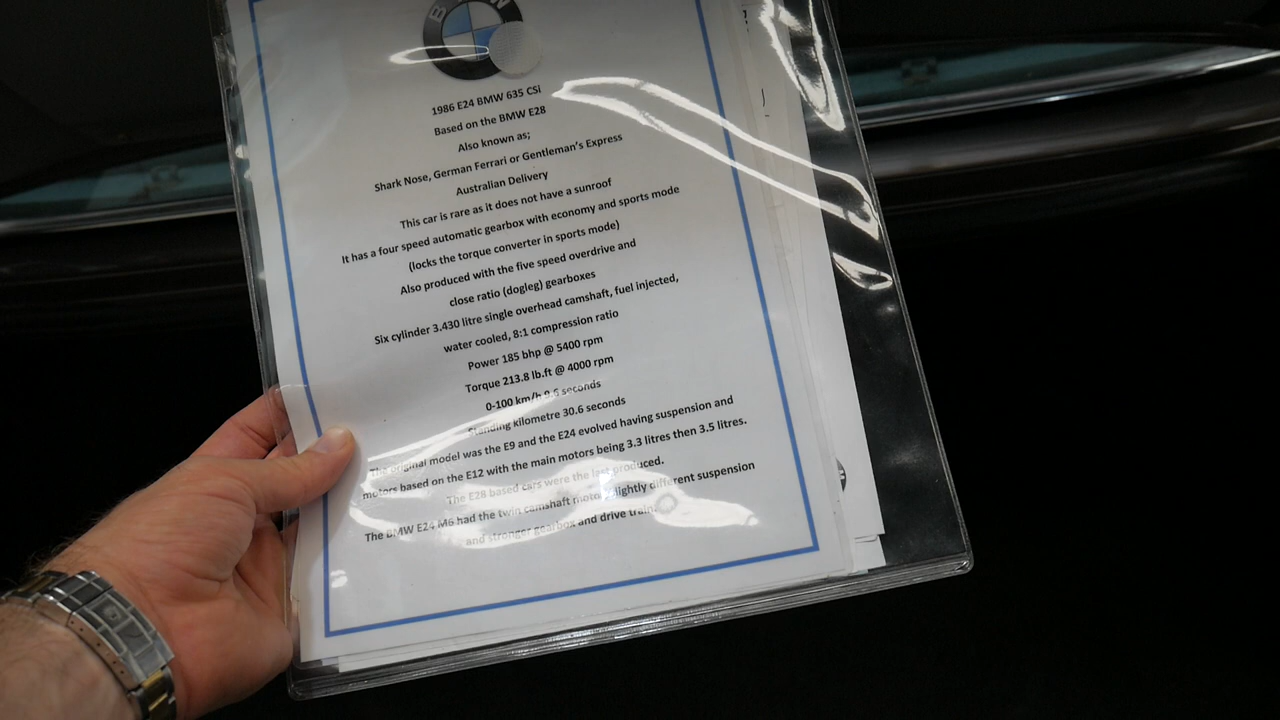 B W
1986 E24 BMW 635 CSi
Based on the BMW E28
Also known as;
Shark Nose, German Ferrari or Gentleman's Express
Australian Delivery
This car is rare as it does not have a sunroof
It has a four speed automatic gearbox with economy and sports mode
(locks the torque converter in sports mode)
Also produced with the five speed overdrive and
close ratio (dogleg) gearboxes
Six cylinder 3.430 litre single overhead camshaft, fuel injected,
water cooled, 8:1 compression ratio
Power 185 bhp @ 5400 rpm
Torque 213.8 lb.ft @ 4000 rpm
0-100 km/h 9.6 seconds
Standing kilometre 30.6 seconds
The original model was the E9 and the E24 evolved having suspension and
motors based on the E12 with the main motors being 3.3 litres then 3.5 litres.
The E28 based cars were the last produced.
The BMW E24 M6 had the twin camshaft motor slightly different suspension
and stronger gearbox and drive train.